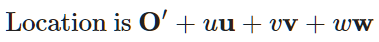 Location is O′ + uu + vv + ww